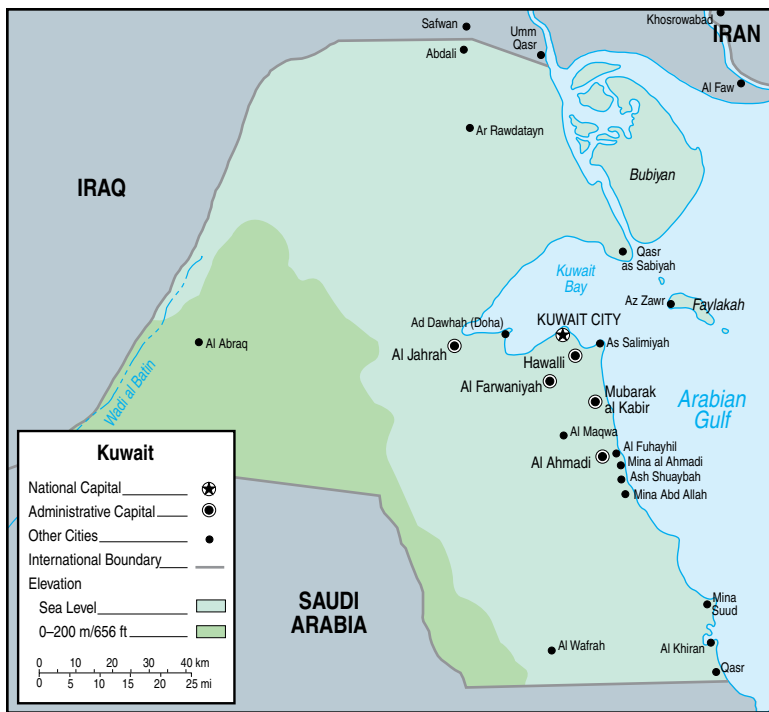 Safwan
Umm
Qasr
Khosrowabad
IRAN
Abdali
Al Faw
Ar Rawdatayn
IRAQ
Bubiyan
Qasr
as Sabiyah
Kuwait
Bay
Az Zawr
Faylakah
Ad Dawhah (Doha)
KUWAIT CITY
Al Abraq
Al Jahrah
As Salimiyah
Hawalli
Wadi al Batin
Al Farwaniyah
Mubarak
al Kabir
Arabian
Gulf
Al Maqwa
Al Fuhayhil
Al Ahmadi
Mina al Ahmadi
Ash Shuaybah
Mina Abd Allah
Kuwait
National Capital
Administrative Capital
Other Cities
International Boundary
Elevation
Sea Level
0–200 m/656 ft
0 10 20 30 40 km
0 5 10 15 20 25 mi
SAUDI
ARABIA
Mina
Suud
Al Wafrah
Al Khiran
Qasr